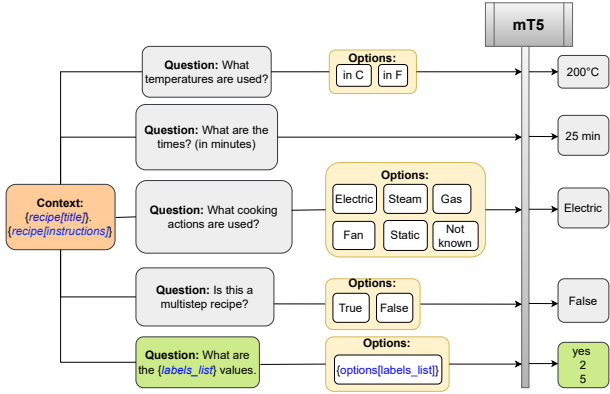 mT5
Question: What
temperatures are used?
Options:
in C
in F
200°C
Question: What are the
times? (in minutes)
25 min
Context:
{recipe[title]}.
{recipe[instructions]}
Question: What cooking
actions are used?
Options:
Electric
Steam
Gas
Fan
Static
Not
known
Electric
Question: Is this a
multistep recipe?
Options:
True
False
False
Question: What are
the {labels_list} values.
Options:
{options[labels_list]}
yes
2
5